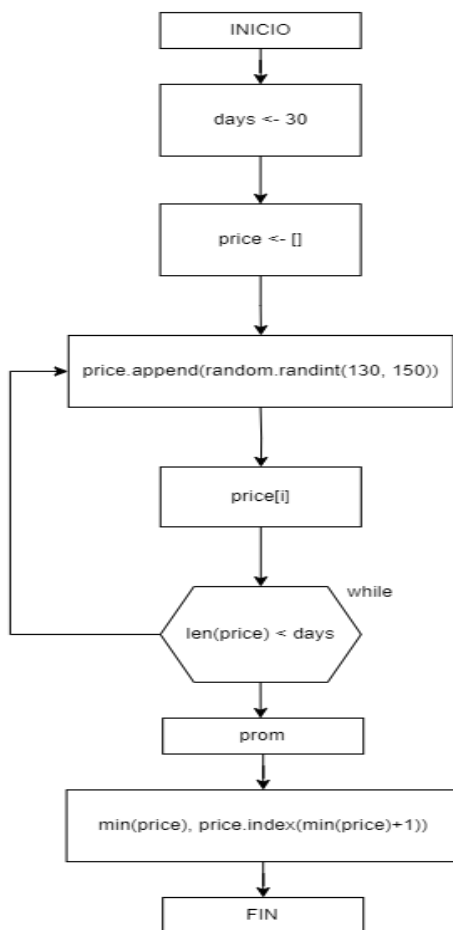 INICIO
days <- 30
price <- []
price.append(random.randint(130, 150))
price[i]
while
len(price) < days
prom
min(price), price.index(min(price)+1))
FIN